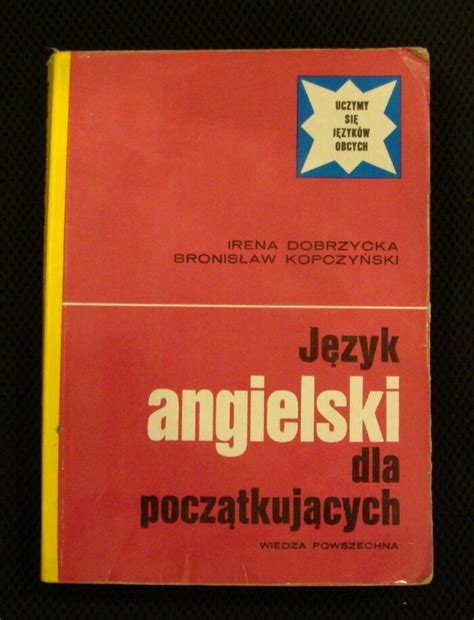 UCZYMY
SIĘ
JĘZYKÓW
OBCYCH
IRENA DOBRZYCKA
BRONISŁAW KOPCZYŃSKI
Język
angielski
dla
początkujących
WIEDZA POWSZECHNA